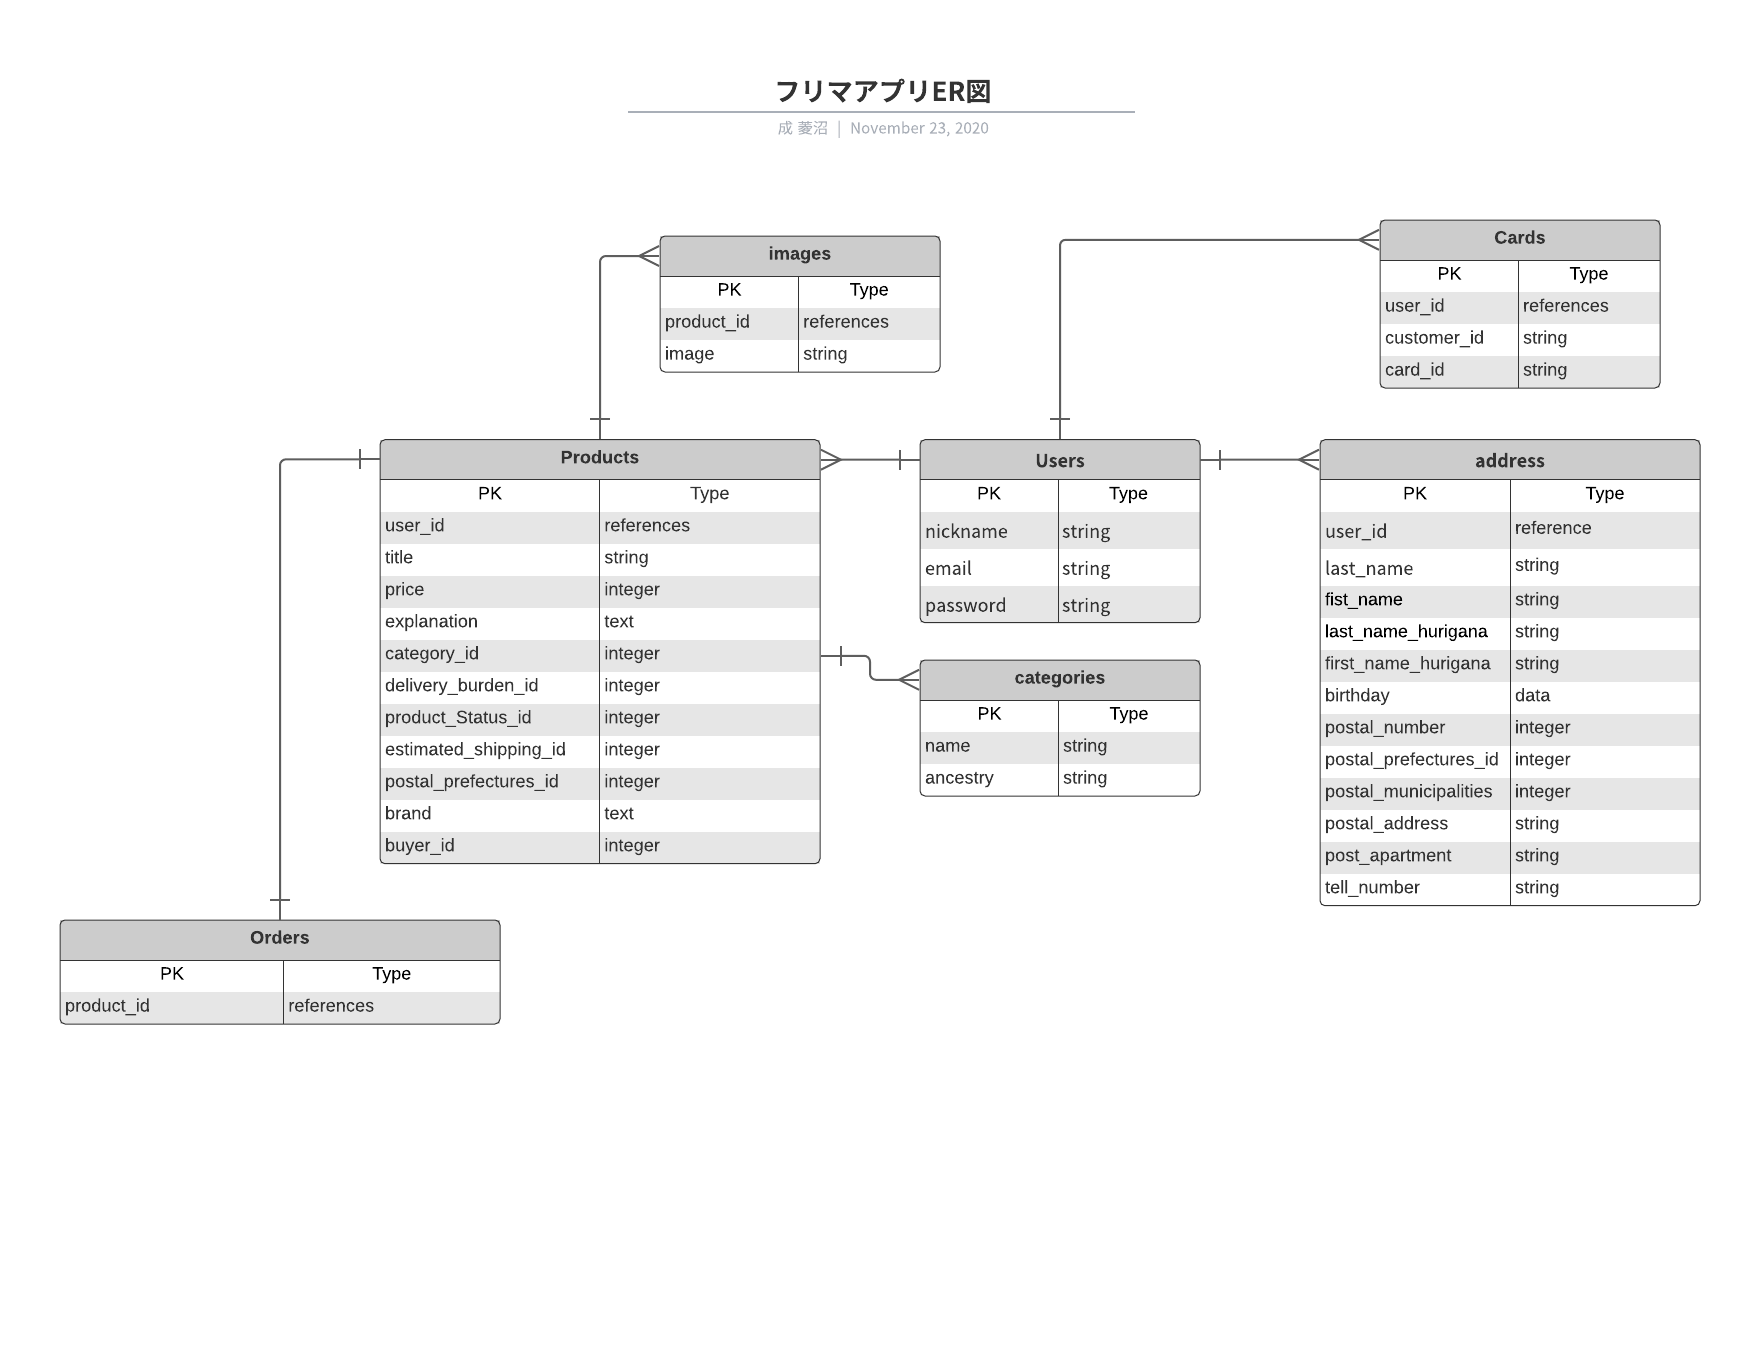 フリマアプリER図
成 菱沼 | November 23, 2020
images
PK Type
product_id references
image string
Cards
PK Type
user_id references
customer_id string
card_id string
Products
PK Type
user_id references
title string
price integer
explanation text
category_id integer
delivery_burden_id integer
product_Status_id integer
estimated_shipping_id integer
postal_prefectures_id integer
brand text
buyer_id integer
Users
PK Type
nickname string
email string
password string
address
PK Type
user_id reference
last_name string
fist_name string
last_name_hurigana string
first_name_hurigana string
birthday data
postal_number integer
postal_prefectures_id integer
postal_municipalities integer
postal_address string
post_apartment string
tell_number string
categories
PK Type
name string
ancestry string
Orders
PK Type
product_id references